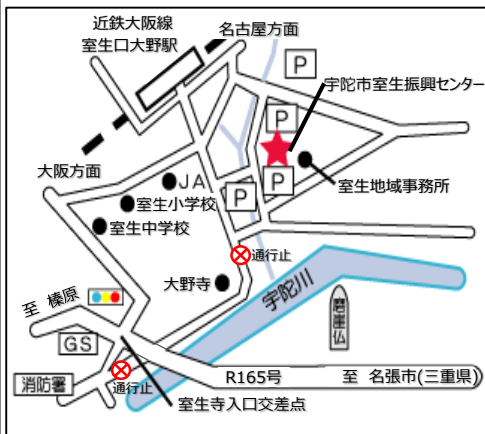 近鉄大阪線
室生口大野駅
名古屋方面
P
宇陀市室生振興センター
P
大阪方面
P
室生地域事務所
JA
P
室生小学校
室生中学校
通行止
大野寺
宇陀川
至 榛原
磨崖仏
GS
通行止
消防署
R165号
至 名張市(三重県)
室生寺入口交差点